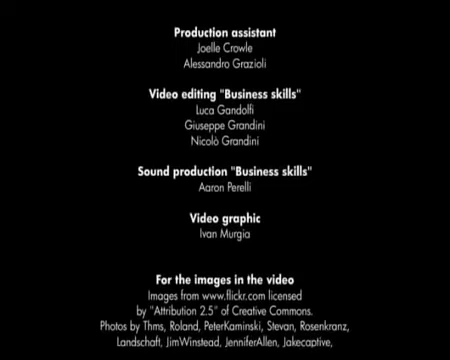 Production assistant
Joelle Crowle
Alessandro Grazioli
Video editing "Business skills"
Luca Gandolfi
Giuseppe Grandini
Nicolò Grandini
Sound production "Business skills"
Aaron Perelli
Video graphic
Ivan Murgia
For the images in the video
Images from www.flickr.com licensed
by "Attribution 2.5" of Creative Commons.
Photos by Thms, Roland, PeterKaminski, Stevan, Rosenkranz,
Landschaft, JimWinstead, JenniferAllen, Jakecaptive,